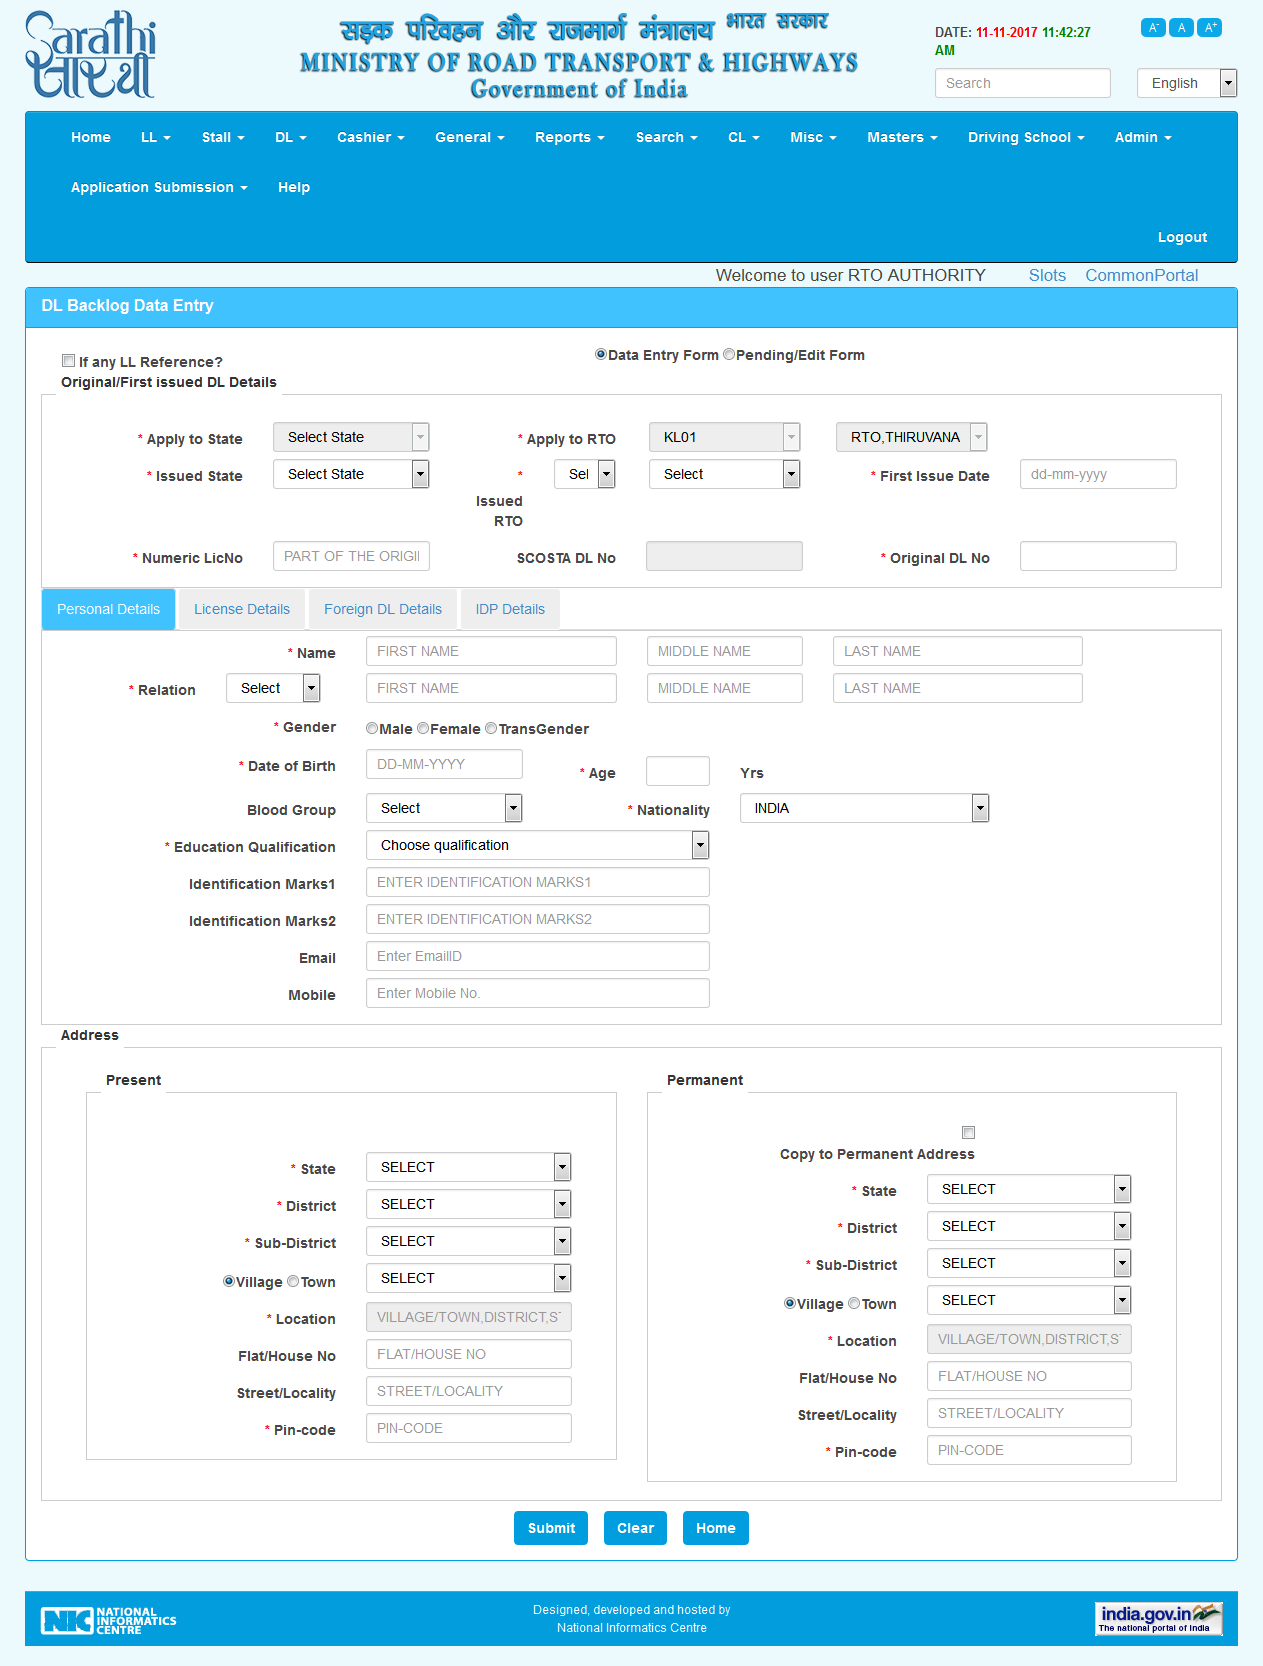 Sarathi
सारथी
सड़क परिवहन और राजमार्ग मंत्रालय भारत सरकार
MINISTRY OF ROAD TRANSPORT & HIGHWAYS
Government of India
DATE: 11-11-2017 11:42:27 AM
A- A A+
Search English
Home LL Stall DL Cashier General Reports Search CL Misc Masters Driving School Admin
Application Submission Help
Logout
Welcome to user RTO AUTHORITY Slots CommonPortal
DL Backlog Data Entry
If any LL Reference? Data Entry Form Pending/Edit Form
Original/First issued DL Details
* Apply to State Select State * Apply to RTO KL01 RTO,THIRUVANA
* Issued State Select State * Issued RTO Sel Select * First Issue Date dd-mm-yyyy
* Numeric LicNo PART OF THE ORIGI SCOSTA DL No * Original DL No
Personal Details License Details Foreign DL Details IDP Details
* Name FIRST NAME MIDDLE NAME LAST NAME
* Relation Select FIRST NAME MIDDLE NAME LAST NAME
* Gender Male Female TransGender
* Date of Birth DD-MM-YYYY * Age Yrs
Blood Group Select * Nationality INDIA
* Education Qualification Choose qualification
Identification Marks1 ENTER IDENTIFICATION MARKS1
Identification Marks2 ENTER IDENTIFICATION MARKS2
Email Enter EmailID
Mobile Enter Mobile No.
Address
Present
* State SELECT
* District SELECT
* Sub-District SELECT
Village Town SELECT
* Location VILLAGE/TOWN,DISTRICT,ST
Flat/House No FLAT/HOUSE NO
Street/Locality STREET/LOCALITY
* Pin-code PIN-CODE
Permanent
Copy to Permanent Address
* State SELECT
* District SELECT
* Sub-District SELECT
Village Town SELECT
* Location VILLAGE/TOWN,DISTRICT,ST
Flat/House No FLAT/HOUSE NO
Street/Locality STREET/LOCALITY
* Pin-code PIN-CODE
Submit Clear Home
NIC NATIONAL INFORMATICS CENTRE
Designed, developed and hosted by
National Informatics Centre
india.gov.in
The national portal of India